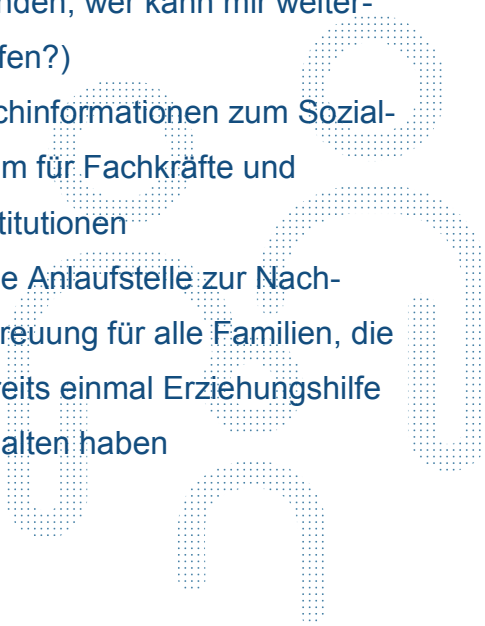 nden, wer kann mir weiter-
fen?)
chinformationen zum Sozial-
m für Fachkräfte und
titutionen
e Anlaufstelle zur Nach-
reuung für alle Familien, die
eits einmal Erziehungshilfe
alten haben